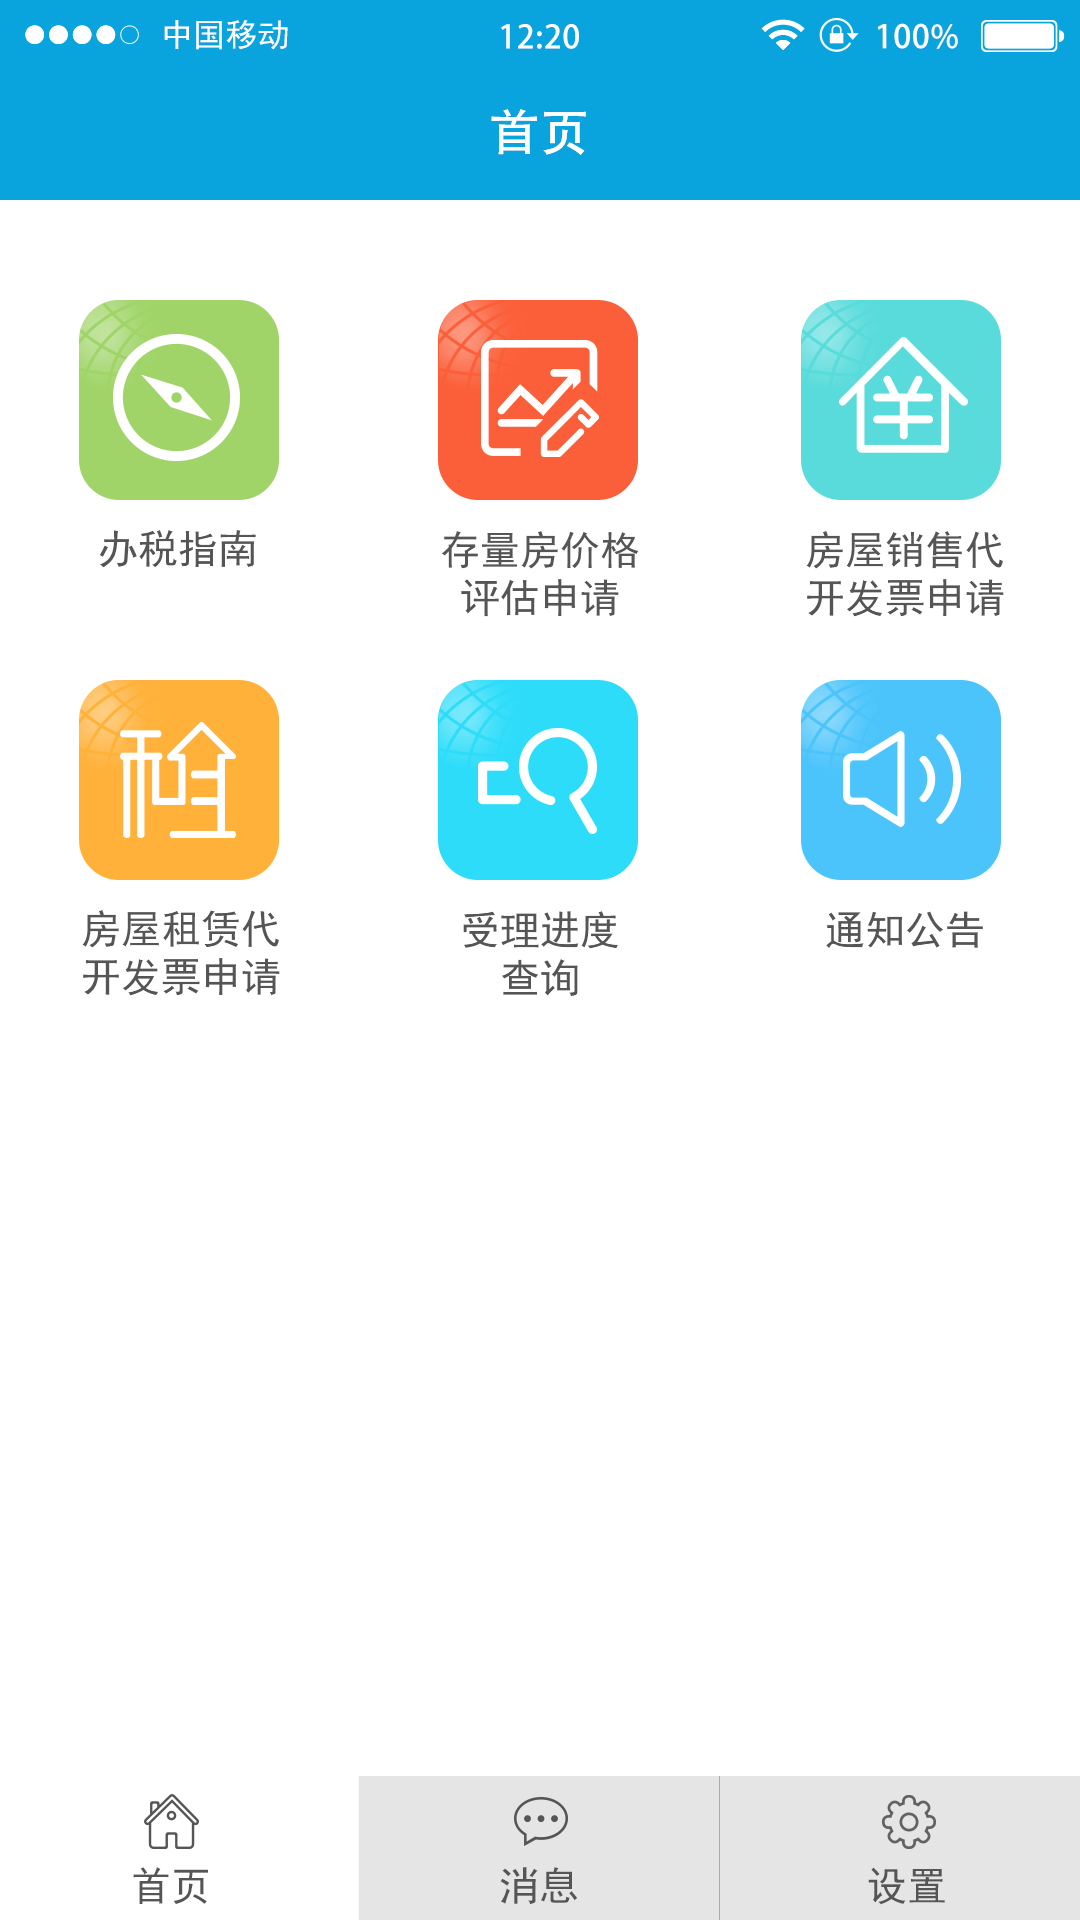 中国移动 12:20 100%
首页
办税指南 存量房价格 房屋销售代
评估申请 开发票申请
房屋租赁代 受理进度 通知公告
开发票申请 查询
首页 消息 设置